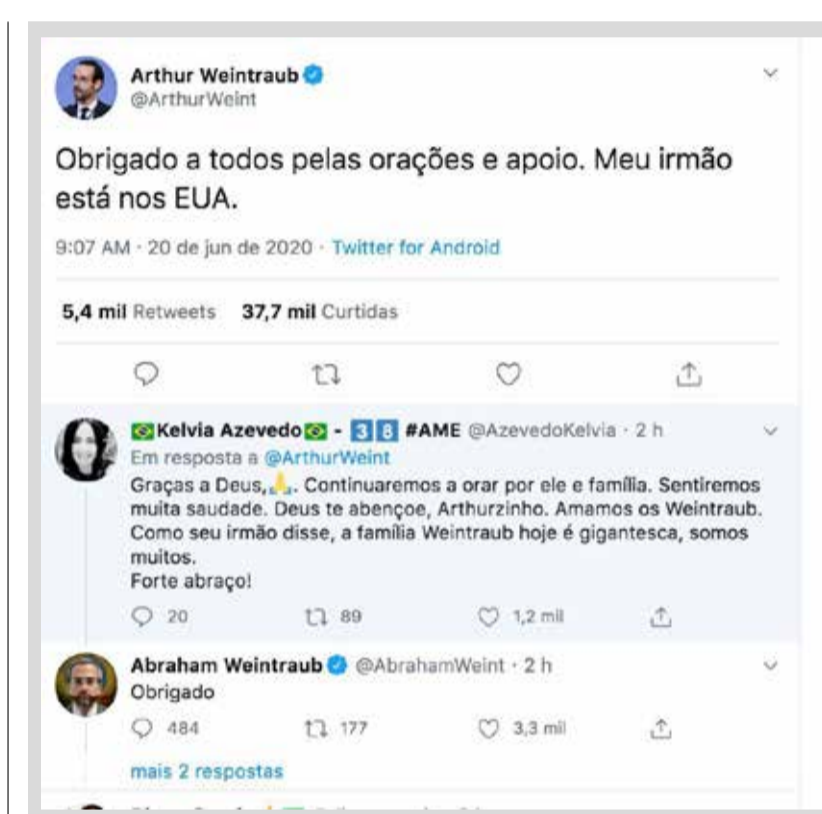 Arthur Weintraub
@ArthurWeint
Obrigado a todos pelas orações e apoio. Meu irmão
está nos EUA.
9:07 AM · 20 de jun de 2020 · Twitter for Android
5,4 mil Retweets 37,7 mil Curtidas
🇧🇷Kelvia Azevedo🇧🇷 - 3️⃣8️⃣ #AME @AzevedoKelvia · 2 h
Em resposta a @ArthurWeint
Graças a Deus,🙏. Continuaremos a orar por ele e família. Sentiremos
muita saudade. Deus te abençoe, Arthurzinho. Amamos os Weintraub.
Como seu irmão disse, a família Weintraub hoje é gigantesca, somos
muitos.
Forte abraço!
20 89 1,2 mil
Abraham Weintraub @AbrahamWeint · 2 h
Obrigado
484 177 3,3 mil
mais 2 respostas